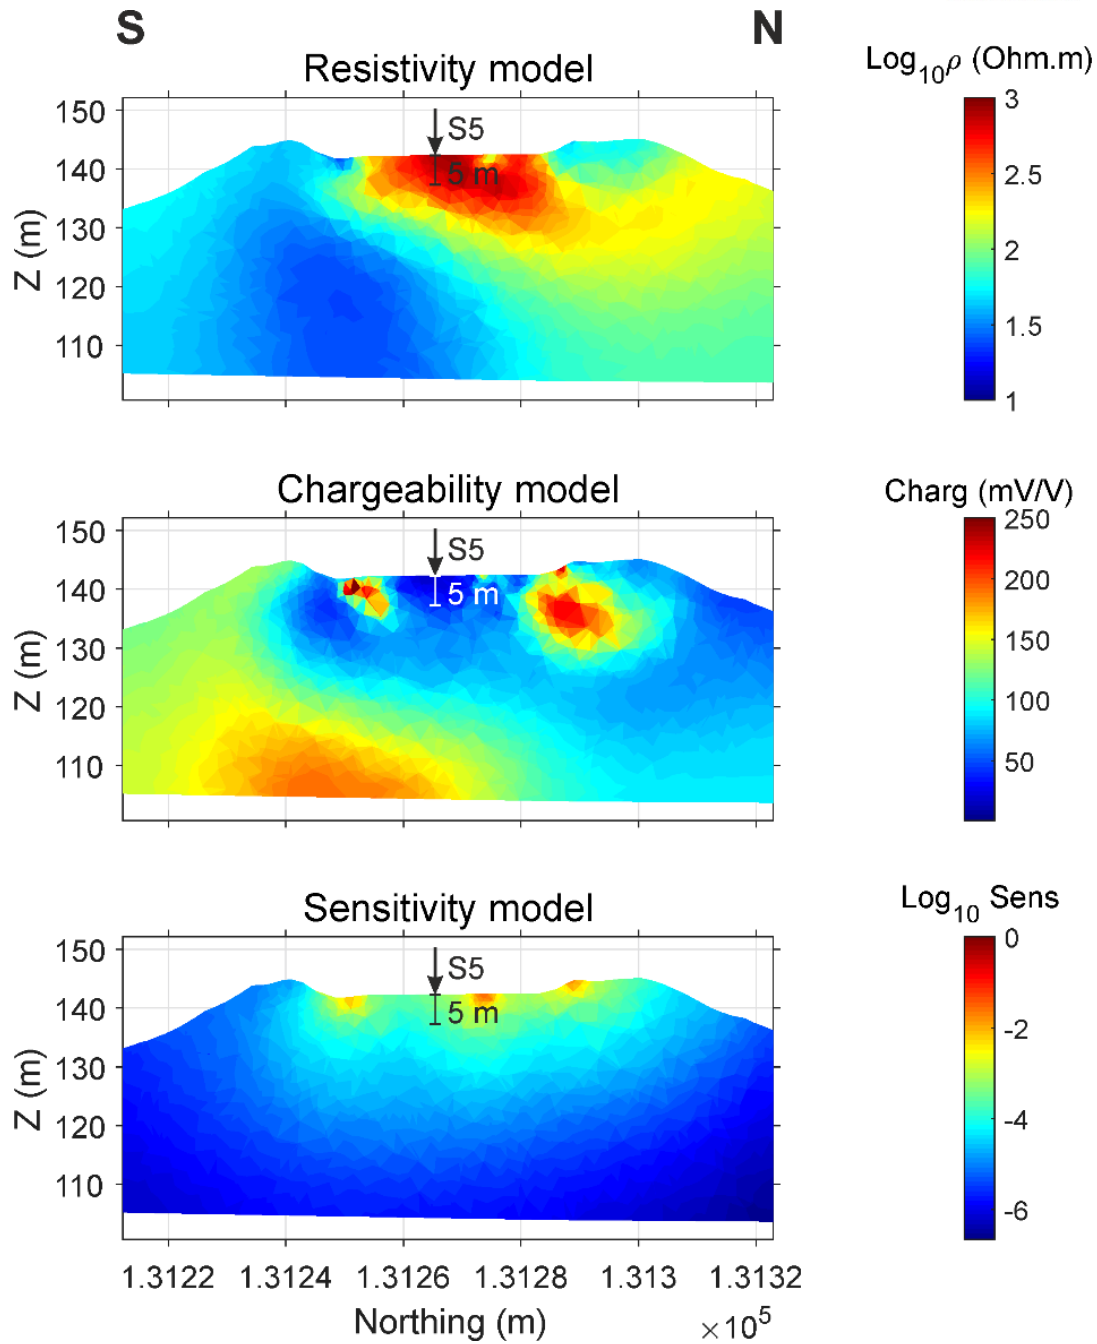 S N
Resistivity model
Log₁₀ρ (Ohm.m)
150
140
130
120
110
Z (m)
S5
5 m
3
2.5
2
1.5
1
Chargeability model
Charg (mV/V)
150
140
130
120
110
Z (m)
S5
5 m
250
200
150
100
50
Sensitivity model
Log₁₀ Sens
150
140
130
120
110
Z (m)
S5
5 m
0
-2
-4
-6
1.3122 1.3124 1.3126 1.3128 1.313 1.3132
Northing (m) ×10⁵